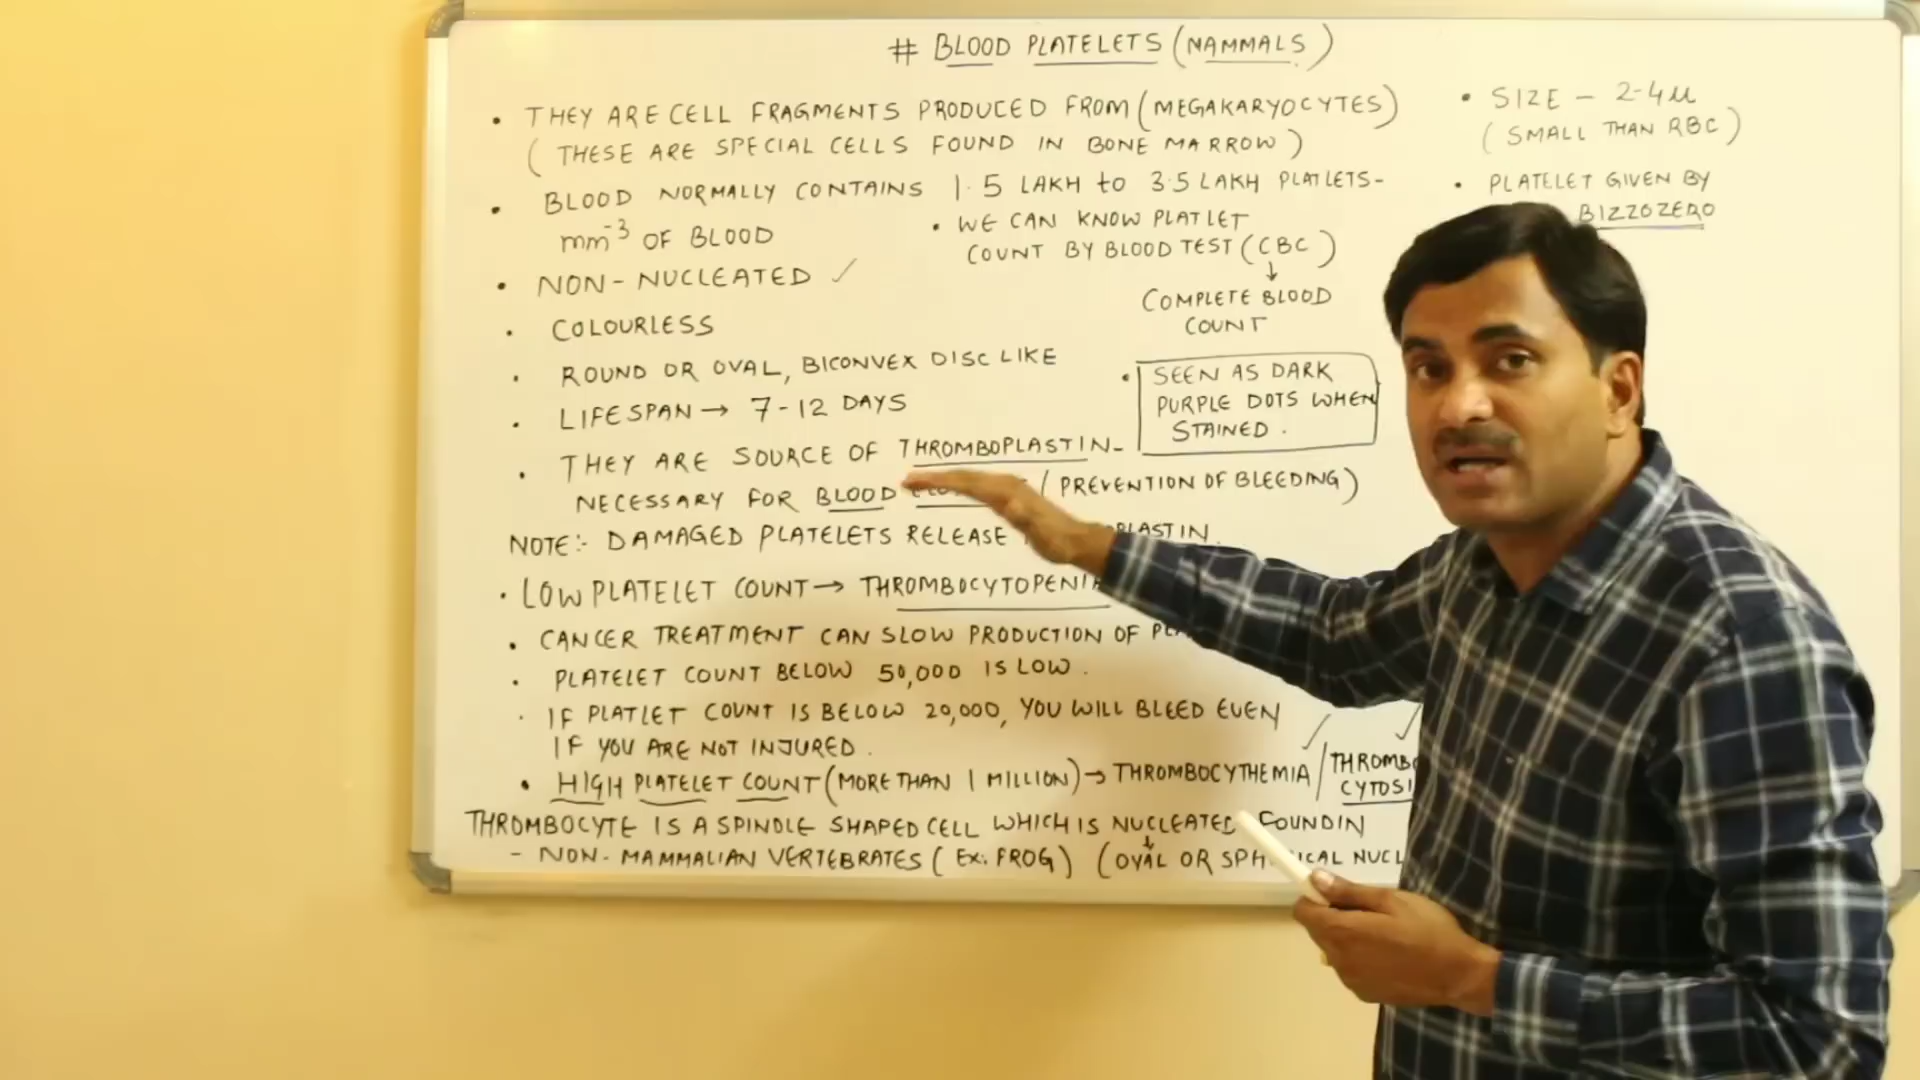 # BLOOD PLATELETS (MAMMALS)
• THEY ARE CELL FRAGMENTS PRODUCED FROM (MEGAKARYOCYTES)
(THESE ARE SPECIAL CELLS FOUND IN BONE MARROW)
• BLOOD NORMALLY CONTAINS 1.5 LAKH to 3.5 LAKH PLATLETS-
mm⁻³ OF BLOOD
• NON-NUCLEATED ✓
• COLOURLESS
• ROUND OR OVAL, BICONVEX DISC LIKE
• LIFESPAN → 7-12 DAYS
• THEY ARE SOURCE OF THROMBOPLASTIN-
NECESSARY FOR BLOOD (PREVENTION OF BLEEDING)
NOTE:- DAMAGED PLATELETS RELEASE
• LOW PLATELET COUNT → THROMBOCYTOPENIA
• CANCER TREATMENT CAN SLOW PRODUCTION OF
• PLATELET COUNT BELOW 50,000 IS LOW.
• IF PLATLET COUNT IS BELOW 20,000, YOU WILL BLEED EVEN
IF YOU ARE NOT INJURED.
• HIGH PLATELET COUNT (MORE THAN 1 MILLION) → THROMBOCYTHEMIA / THROMBO
CYTOSI
THROMBOCYTE IS A SPINDLE SHAPED CELL WHICH IS NUCLEATED FOUND IN
- NON-MAMMALIAN VERTEBRATES (EX: FROG) (OVAL OR SPHERICAL NUCL
• WE CAN KNOW PLATLET
COUNT BY BLOOD TEST (CBC)
↓
COMPLETE BLOOD
COUNT
• SEEN AS DARK
PURPLE DOTS WHEN
STAINED.
• SIZE - 2-4µ
(SMALL THAN RBC)
• PLATELET GIVEN BY
BIZZOZERO